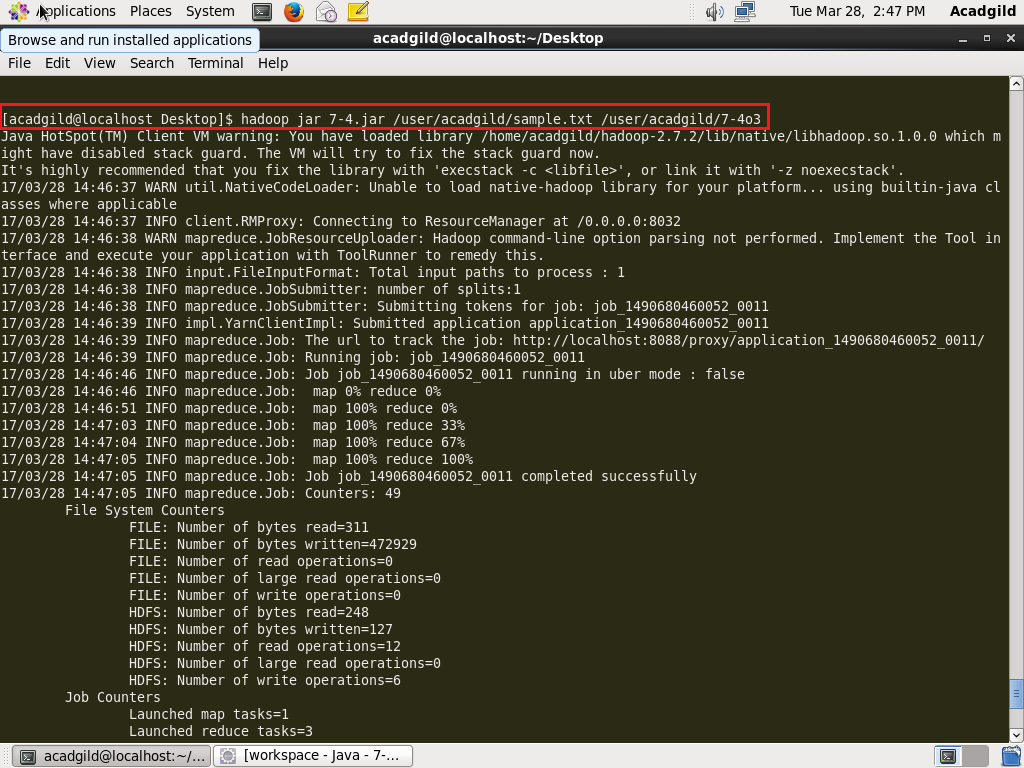 Applications Places System Tue Mar 28, 2:47 PM Acadgild
Browse and run installed applications
acadgild@localhost:~/Desktop
File Edit View Search Terminal Help
[acadgild@localhost Desktop]$ hadoop jar 7-4.jar /user/acadgild/sample.txt /user/acadgild/7-4o3
Java HotSpot(TM) Client VM warning: You have loaded library /home/acadgild/hadoop-2.7.2/lib/native/libhadoop.so.1.0.0 which m
ight have disabled stack guard. The VM will try to fix the stack guard now.
It's highly recommended that you fix the library with 'execstack -c <libfile>', or link it with '-z noexecstack'.
17/03/28 14:46:37 WARN util.NativeCodeLoader: Unable to load native-hadoop library for your platform... using builtin-java cl
asses where applicable
17/03/28 14:46:37 INFO client.RMProxy: Connecting to ResourceManager at /0.0.0.0:8032
17/03/28 14:46:38 WARN mapreduce.JobResourceUploader: Hadoop command-line option parsing not performed. Implement the Tool in
terface and execute your application with ToolRunner to remedy this.
17/03/28 14:46:38 INFO input.FileInputFormat: Total input paths to process : 1
17/03/28 14:46:38 INFO mapreduce.JobSubmitter: number of splits:1
17/03/28 14:46:38 INFO mapreduce.JobSubmitter: Submitting tokens for job: job_1490680460052_0011
17/03/28 14:46:39 INFO impl.YarnClientImpl: Submitted application application_1490680460052_0011
17/03/28 14:46:39 INFO mapreduce.Job: The url to track the job: http://localhost:8088/proxy/application_1490680460052_0011/
17/03/28 14:46:39 INFO mapreduce.Job: Running job: job_1490680460052_0011
17/03/28 14:46:46 INFO mapreduce.Job: Job job_1490680460052_0011 running in uber mode : false
17/03/28 14:46:46 INFO mapreduce.Job:  map 0% reduce 0%
17/03/28 14:46:51 INFO mapreduce.Job:  map 100% reduce 0%
17/03/28 14:47:03 INFO mapreduce.Job:  map 100% reduce 33%
17/03/28 14:47:04 INFO mapreduce.Job:  map 100% reduce 67%
17/03/28 14:47:05 INFO mapreduce.Job:  map 100% reduce 100%
17/03/28 14:47:05 INFO mapreduce.Job: Job job_1490680460052_0011 completed successfully
17/03/28 14:47:05 INFO mapreduce.Job: Counters: 49
File System Counters
FILE: Number of bytes read=311
FILE: Number of bytes written=472929
FILE: Number of read operations=0
FILE: Number of large read operations=0
FILE: Number of write operations=0
HDFS: Number of bytes read=248
HDFS: Number of bytes written=127
HDFS: Number of read operations=12
HDFS: Number of large read operations=0
HDFS: Number of write operations=6
Job Counters
Launched map tasks=1
Launched reduce tasks=3
acadgild@localhost:~/... [workspace - Java - 7-...